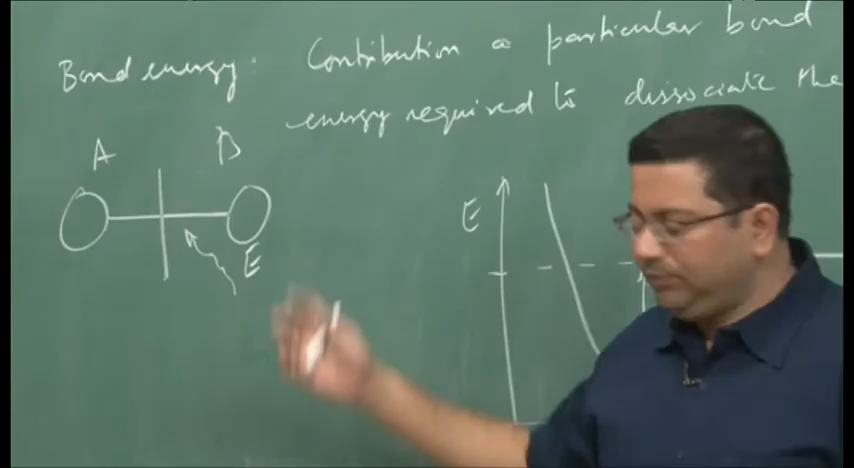 Bond energy: Contribution a particular bond
energy required to dissociate the
A B
E
E